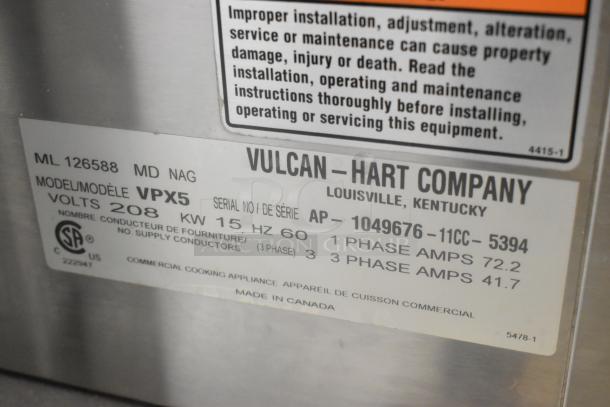 Improper installation, adjustment, alteration,
service or maintenance can cause property
damage, injury or death. Read the
installation, operating and maintenance
instructions thoroughly before installing,
operating or servicing this equipment.
4415-1
ML 126588 MD NAG VULCAN-HART COMPANY
LOUISVILLE, KENTUCKY
MODEL/MODÈLE VPX5 SERIAL NO / DE SÉRIE AP - 1049676 -11CC- 5394
VOLTS 208 KW 15 HZ 60 1 PHASE AMPS 72.2
NOMBRE CONDUCTEUR DE FOURNITURE/
NO. SUPPLY CONDUCTORS (3 PHASE) 3 3 PHASE AMPS 41.7
SA
C US
222947
COMMERCIAL COOKING APPLIANCE APPAREIL DE CUISSON COMMERCIAL
MADE IN CANADA
5478-1